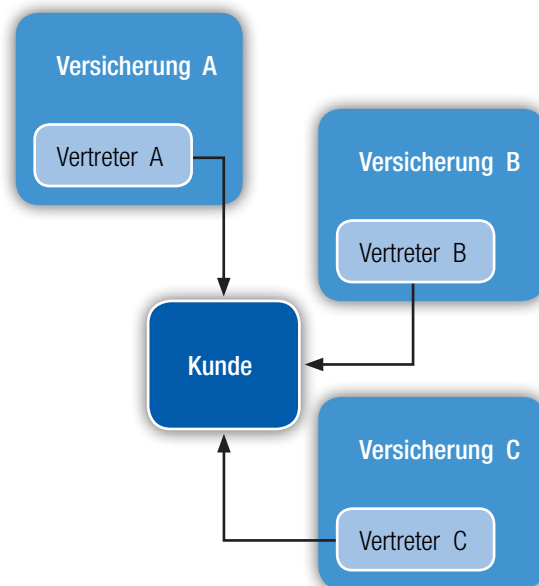 Versicherung A
Vertreter A
Versicherung B
Vertreter B
Kunde
Versicherung C
Vertreter C